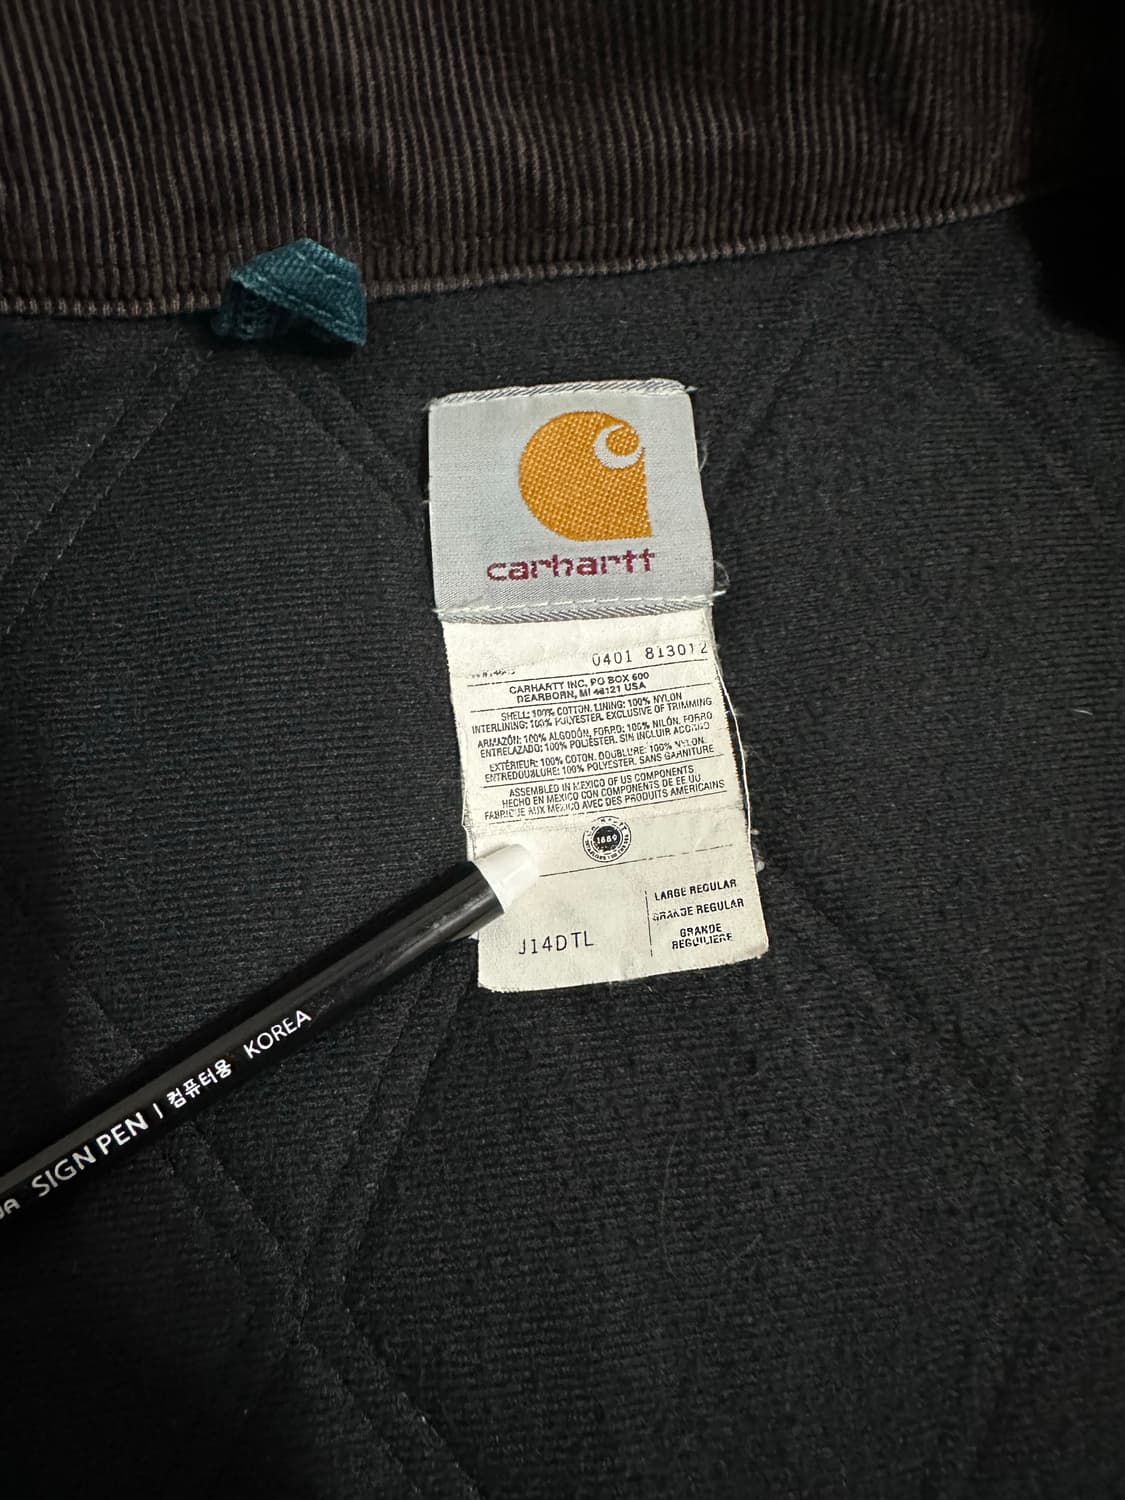 carhartt
0401 813012
CARHARTT INC, PO BOX 600
DEARBORN, MI 48121 USA
SHELL: 100% COTTON. LINING: 100% NYLON
INTERLINING: 100% POLYESTER. EXCLUSIVE OF TRIMMING
ARMAZÓN: 100% ALGODÓN, FORRO: 100% NILÓN. FORRO
ENTRELAZADO: 100% POLIÉSTER. SIN INCLUIR ADORNO
EXTÉRIEUR: 100% COTON. DOUBLURE: 100% NYLON.
ENTREDOUBLURE: 100% POLYESTER. SANS GARNITURE
ASSEMBLED IN MEXICO OF US COMPONENTS
HECHO EN MEXICO CON COMPONENTES DE EE UU
FABRIQUE AUX MEXICO AVEC DES PRODUITS AMERICAINS
1889
LARGE REGULAR
GRANDE REGULAR
GRANDE
REGULIERE
J14DTL
SIGN PEN | 컴퓨터용 KOREA